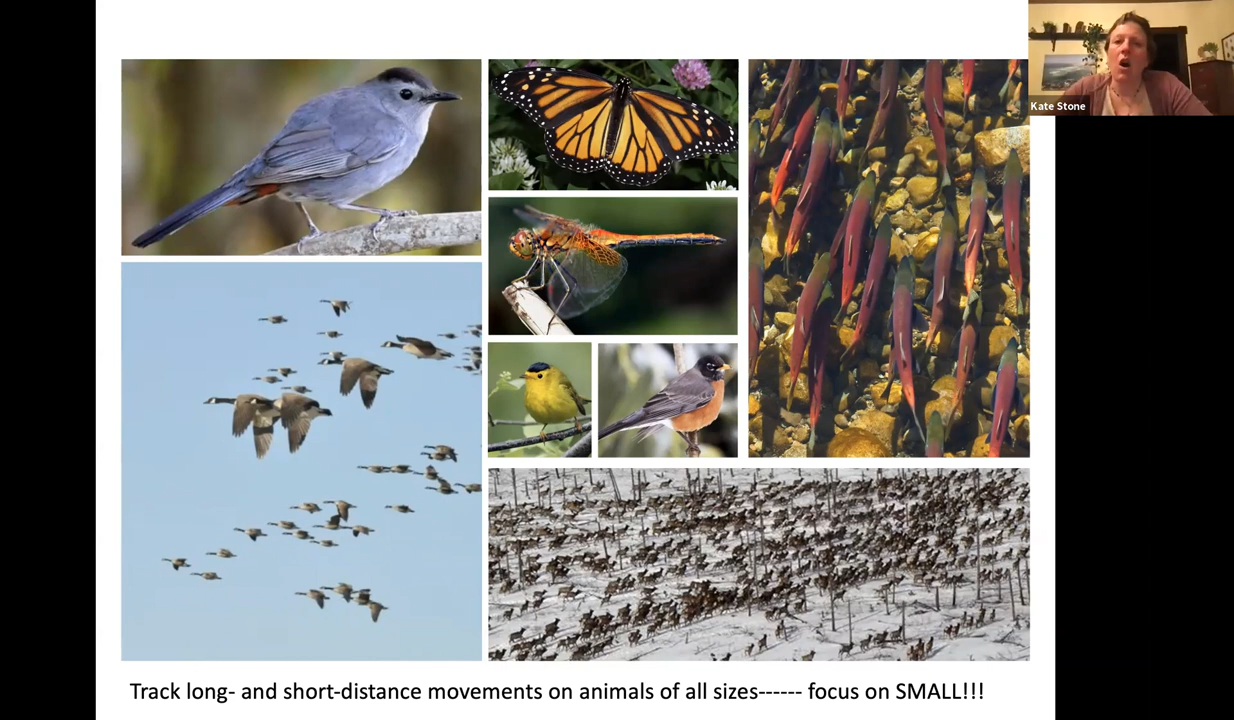 Kate Stone
Track long- and short-distance movements on animals of all sizes------ focus on SMALL!!!